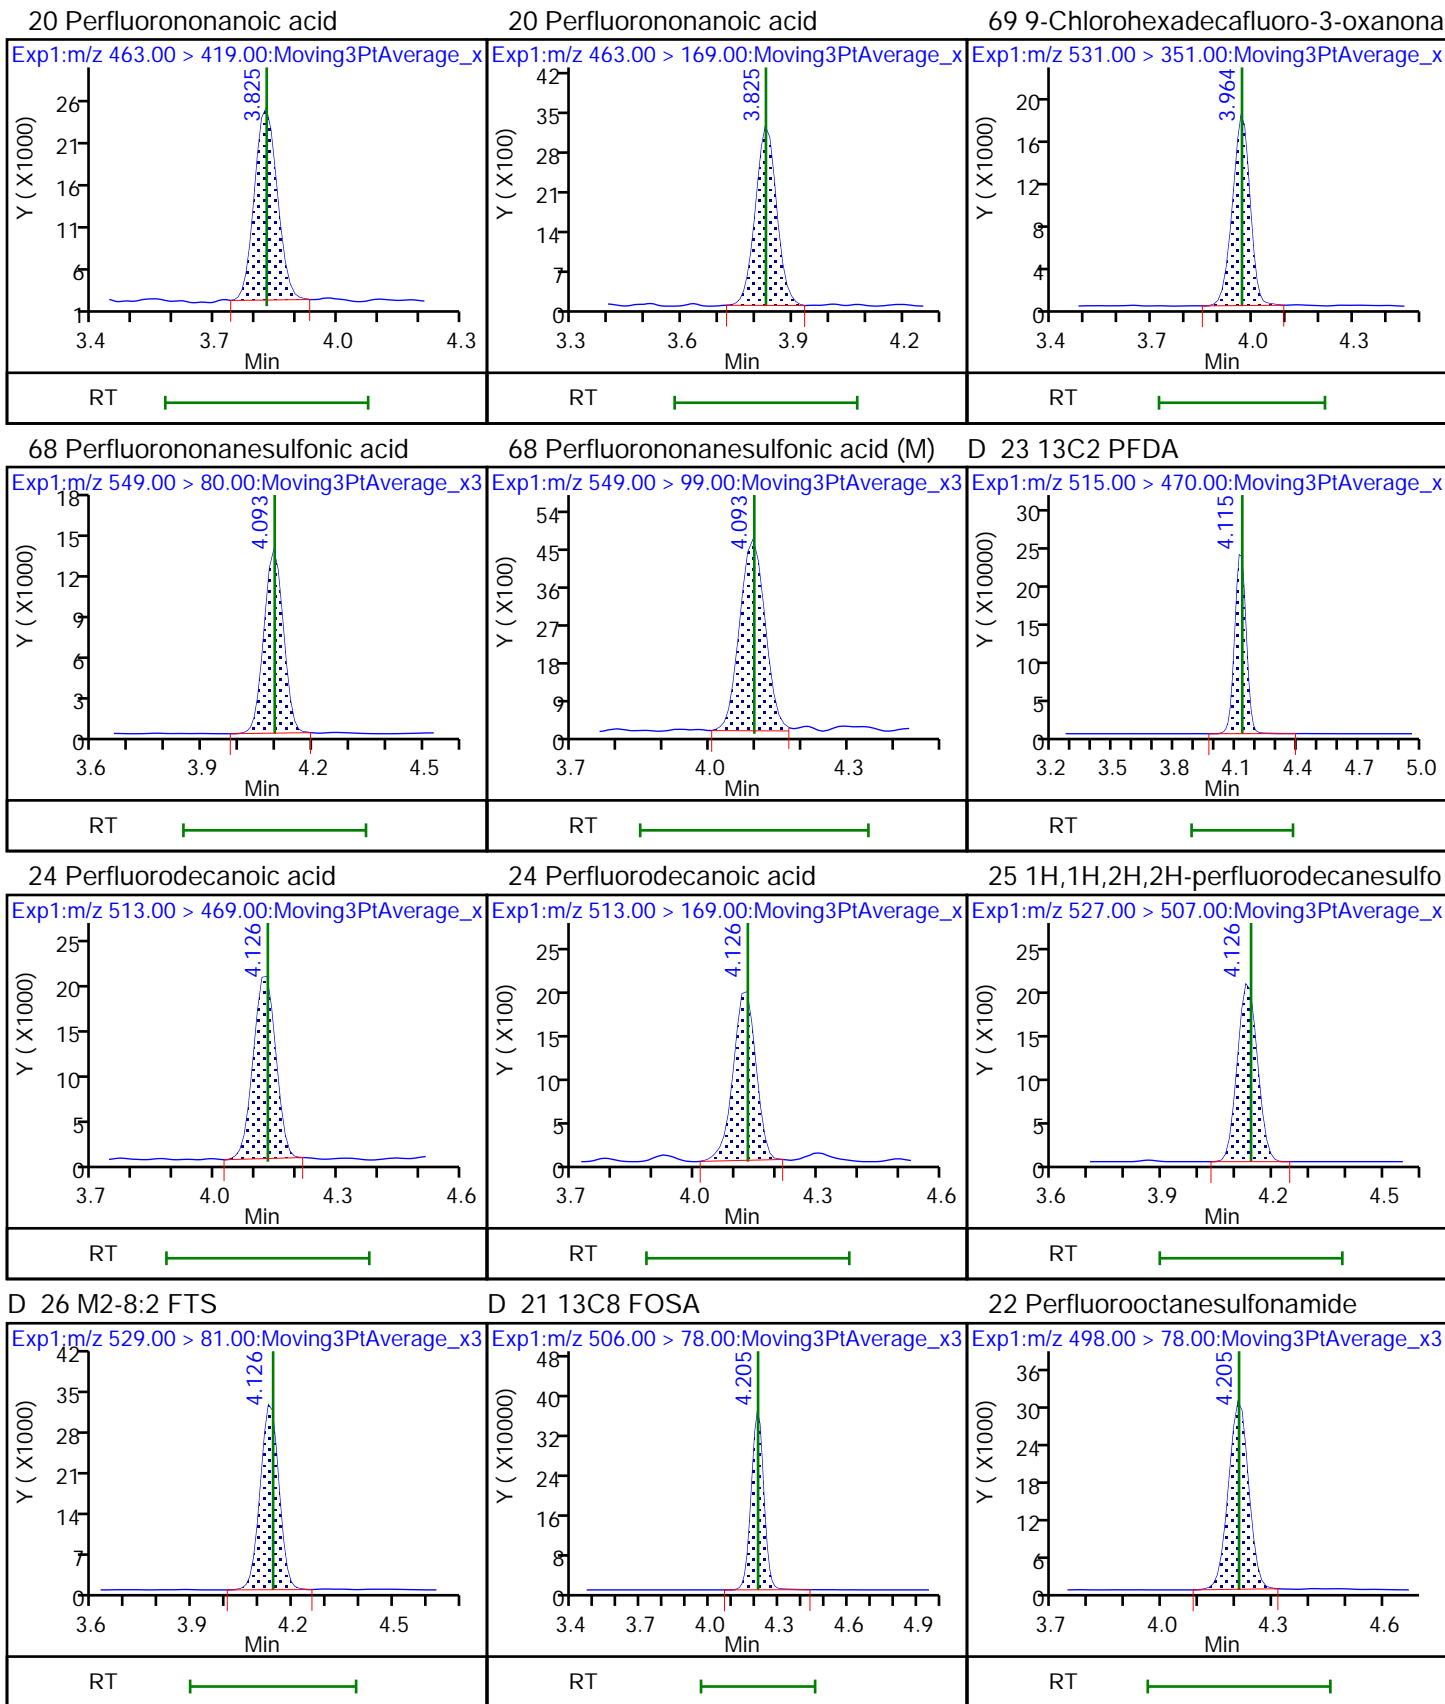 20 Perfluorononanoic acid
Exp1:m/z 463.00 > 419.00:Moving3PtAverage_x
3.825
Y ( X1000)
26
21
16
11
6
1
3.4 3.7 4.0 4.3
Min
RT
20 Perfluorononanoic acid
Exp1:m/z 463.00 > 169.00:Moving3PtAverage_x
3.825
Y ( X100)
42
35
28
21
14
7
0
3.3 3.6 3.9 4.2
Min
RT
69 9-Chlorohexadecafluoro-3-oxanona
Exp1:m/z 531.00 > 351.00:Moving3PtAverage_x
3.964
Y ( X1000)
20
16
12
8
4
0
3.4 3.7 4.0 4.3
Min
RT
68 Perfluorononanesulfonic acid
Exp1:m/z 549.00 > 80.00:Moving3PtAverage_x3
4.093
Y ( X1000)
18
15
12
9
6
3
0
3.6 3.9 4.2 4.5
Min
RT
68 Perfluorononanesulfonic acid (M)
Exp1:m/z 549.00 > 99.00:Moving3PtAverage_x3
4.093
Y ( X100)
54
45
36
27
18
9
0
3.7 4.0 4.3
Min
RT
D 23 13C2 PFDA
Exp1:m/z 515.00 > 470.00:Moving3PtAverage_x
4.115
Y ( X10000)
30
25
20
15
10
5
0
3.2 3.5 3.8 4.1 4.4 4.7 5.0
Min
RT
24 Perfluorodecanoic acid
Exp1:m/z 513.00 > 469.00:Moving3PtAverage_x
4.126
Y ( X1000)
25
20
15
10
5
0
3.7 4.0 4.3 4.6
Min
RT
24 Perfluorodecanoic acid
Exp1:m/z 513.00 > 169.00:Moving3PtAverage_x
4.126
Y ( X100)
25
20
15
10
5
0
3.7 4.0 4.3 4.6
Min
RT
25 1H,1H,2H,2H-perfluorodecanesulfo
Exp1:m/z 527.00 > 507.00:Moving3PtAverage_x
4.126
Y ( X100)
25
20
15
10
5
0
3.6 3.9 4.2 4.5
Min
RT
D 26 M2-8:2 FTS
Exp1:m/z 529.00 > 81.00:Moving3PtAverage_x3
4.126
Y ( X1000)
42
35
28
21
14
7
0
3.6 3.9 4.2 4.5
Min
RT
D 21 13C8 FOSA
Exp1:m/z 506.00 > 78.00:Moving3PtAverage_x3
4.205
Y ( X10000)
48
40
32
24
16
8
0
3.4 3.7 4.0 4.3 4.6 4.9
Min
RT
22 Perfluorooctanesulfonamide
Exp1:m/z 498.00 > 78.00:Moving3PtAverage_x3
4.205
Y ( X1000)
36
30
24
18
12
6
0
3.7 4.0 4.3 4.6
Min
RT